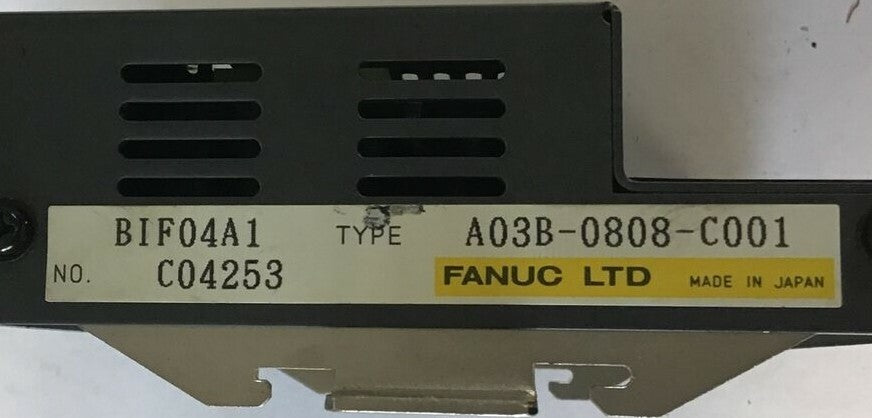 BIF04A1 TYPE A03B-0808-C001
NO. C04253 FANUC LTD MADE IN JAPAN